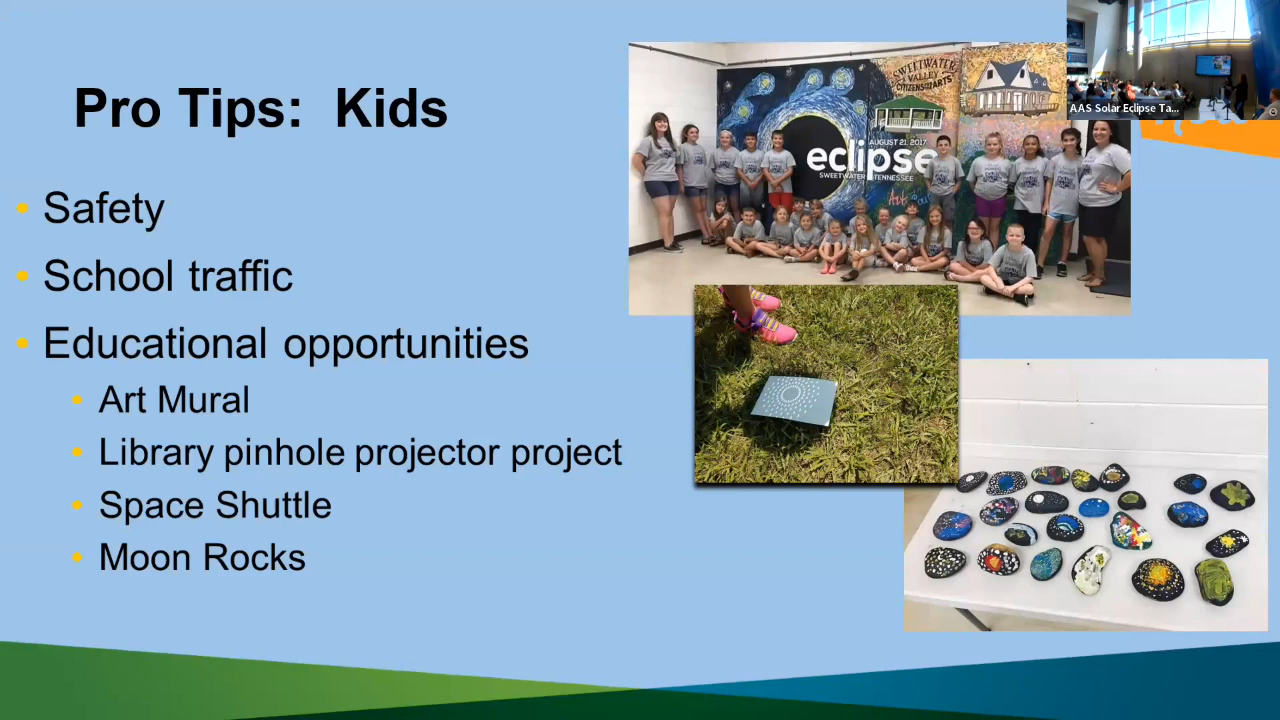 Pro Tips: Kids
• Safety
• School traffic
• Educational opportunities
• Art Mural
• Library pinhole projector project
• Space Shuttle
• Moon Rocks
SWEETWATER
VALLEY
CITIZENS FOR THE ARTS
AUGUST 21, 2017
eclipse
SWEETWATER TENNESSEE
AAS Solar Eclipse Ta...